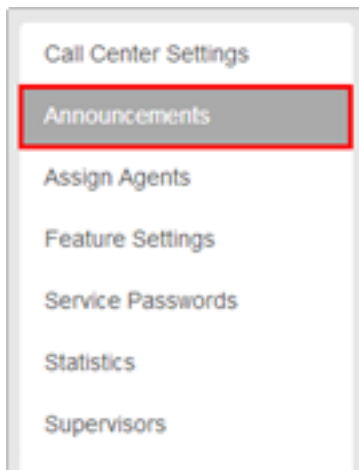 Call Center Settings
Announcements
Assign Agents
Feature Settings
Service Passwords
Statistics
Supervisors